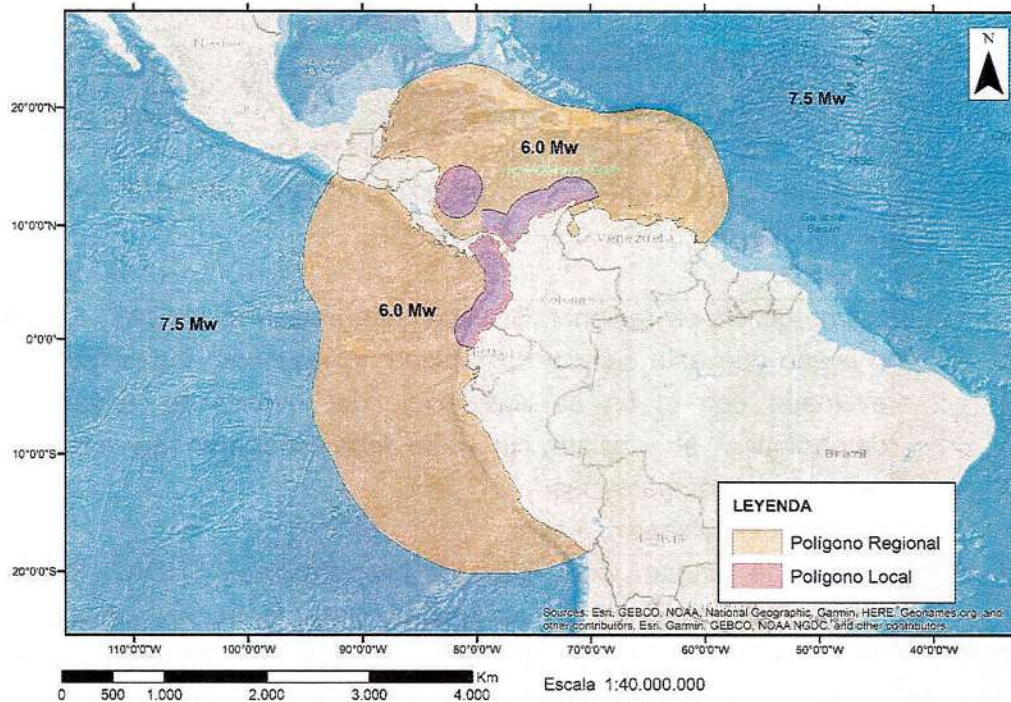 110°0'0"W 100°0'0"W 90°0'0"W 80°0'0"W 70°0'0"W 60°0'0"W 50°0'0"W 40°0'0"W
20°0'0"N
10°0'0"N
0°0'0"
10°0'0"S
20°0'0"S
N
7.5 Mw
6.0 Mw
Venezuela
6.0 Mw
7.5 Mw
Brazil
LEYENDA
Polígono Regional
Polígono Local
Sources: Esri, GEBCO, NOAA, National Geographic, Garmin, HERE, Geonames.org, and
other contributors, Esri, Garmin, GEBCO, NOAA NGDC, and other contributors
0 500 1.000 2.000 3.000 4.000
Km
Escala 1:40.000.000